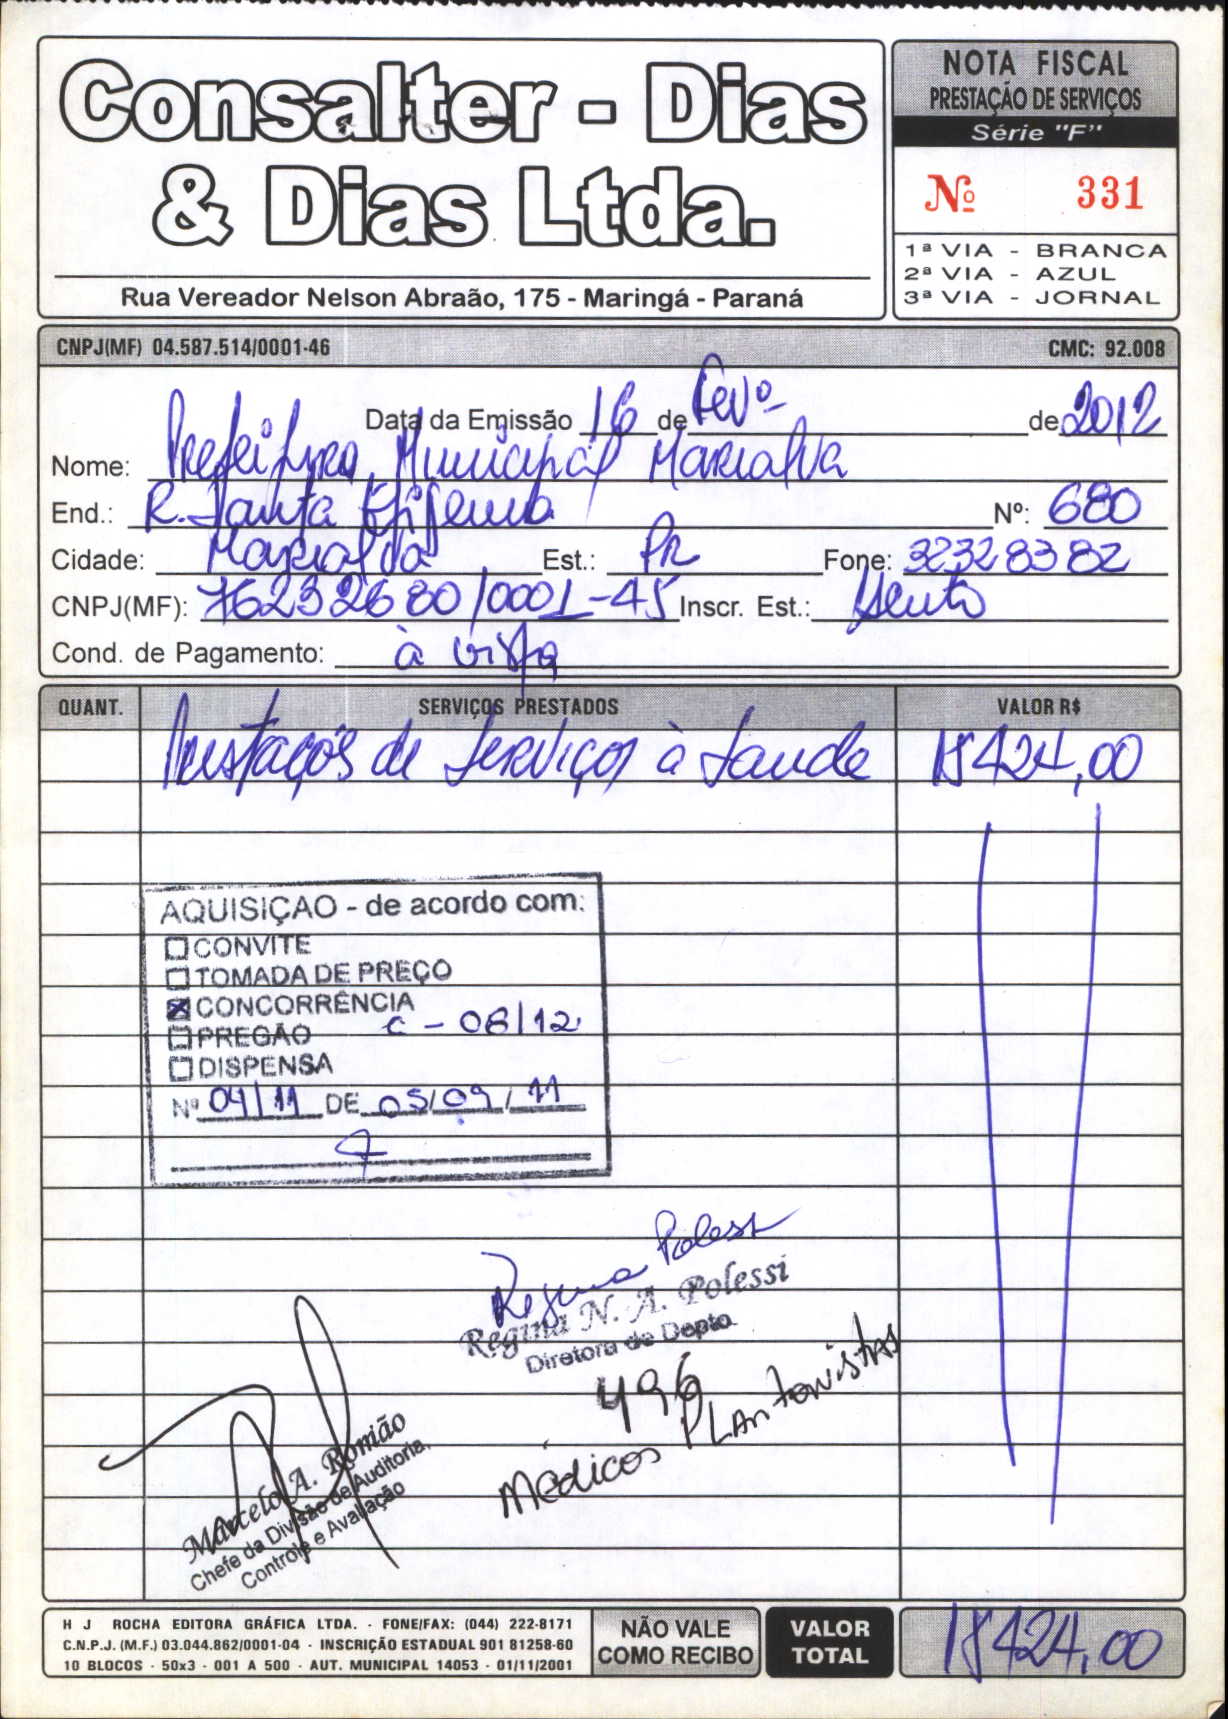 Consalter - Dias
& Dias Ltda.
Rua Vereador Nelson Abraão, 175 - Maringá - Paraná
NOTA FISCAL
PRESTAÇÃO DE SERVIÇOS
Série "F"
Nº 331
1ª VIA - BRANCA
2ª VIA - AZUL
3ª VIA - JORNAL
CNPJ(MF) 04.587.514/0001-46 CMC: 92.008
Data da Emissão 16 de Fevº de 2012
Nome: Prefeitura Municipal Marialva
End.: R. Santa Efigenia Nº: 680
Cidade: Marialva Est.: PR Fone: 32328382
CNPJ(MF): 76232680/0001-45 Inscr. Est.: Isento
Cond. de Pagamento: à vista
QUANT. SERVIÇOS PRESTADOS VALOR R$
Prestação de Serviços à Saude R$ 424,00
AQUISIÇAO - de acordo com:
CONVITE
TOMADA DE PREÇO
CONCORRÊNCIA
PREGÃO C - 08/12
DISPENSA
Nº 04/11 DE 05/09/11
Regina Polessi
Regina N. A. Polessi
Diretora de Depto
496
Médicos PLAntonistAs
Marcelo A. Romião
Chefe da Divisão de Auditoria,
Controle e Avaliação
H J ROCHA EDITORA GRÁFICA LTDA. - FONE/FAX: (044) 222-8171
C.N.P.J. (M.F.) 03.044.862/0001-04 - INSCRIÇÃO ESTADUAL 901 81258-60
10 BLOCOS - 50x3 - 001 A 500 - AUT. MUNICIPAL 14053 - 01/11/2001
NÃO VALE
COMO RECIBO
VALOR
TOTAL
R$ 424,00